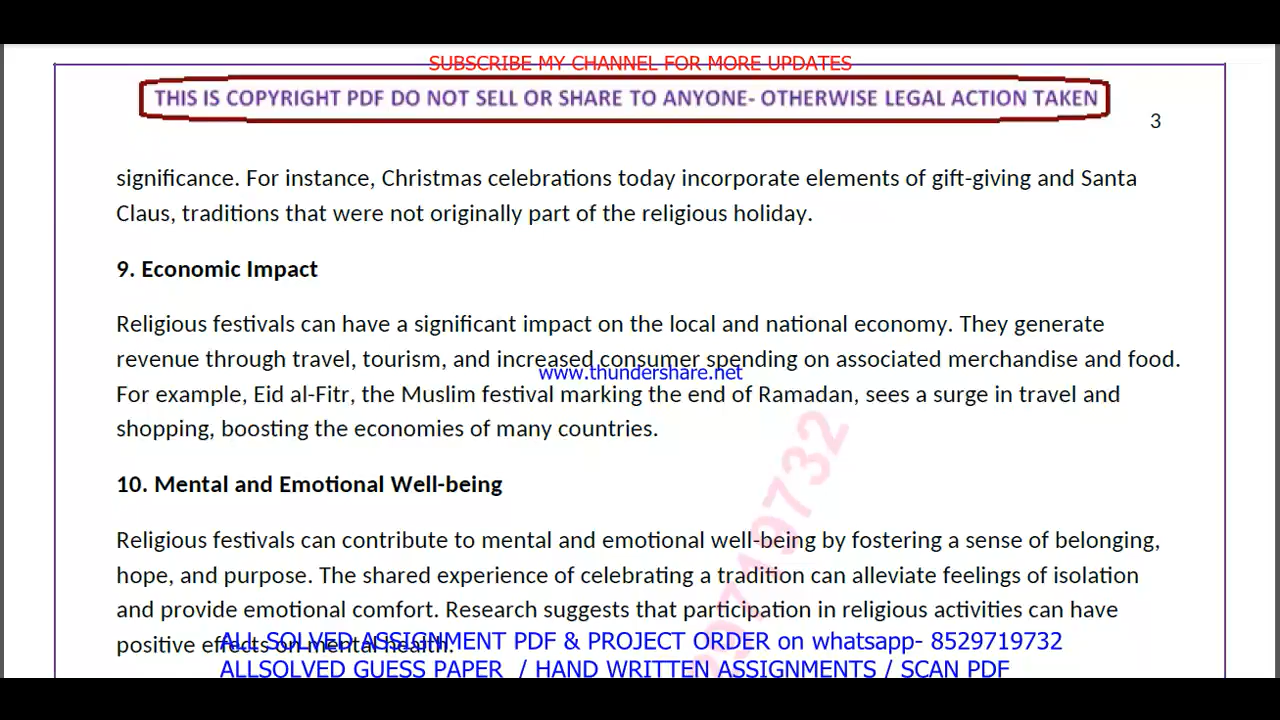 SUBSCRIBE MY CHANNEL FOR MORE UPDATES
THIS IS COPYRIGHT PDF DO NOT SELL OR SHARE TO ANYONE- OTHERWISE LEGAL ACTION TAKEN
3
significance. For instance, Christmas celebrations today incorporate elements of gift-giving and Santa
Claus, traditions that were not originally part of the religious holiday.
9. Economic Impact
Religious festivals can have a significant impact on the local and national economy. They generate
revenue through travel, tourism, and increased consumer spending on associated merchandise and food.
www.thundershare.net
For example, Eid al-Fitr, the Muslim festival marking the end of Ramadan, sees a surge in travel and
shopping, boosting the economies of many countries.
10. Mental and Emotional Well-being
Religious festivals can contribute to mental and emotional well-being by fostering a sense of belonging,
hope, and purpose. The shared experience of celebrating a tradition can alleviate feelings of isolation
and provide emotional comfort. Research suggests that participation in religious activities can have
positive effects on mental health.
ALL SOLVED ASSIGNMENT PDF & PROJECT ORDER on whatsapp- 8529719732
ALLSOLVED GUESS PAPER / HAND WRITTEN ASSIGNMENTS / SCAN PDF